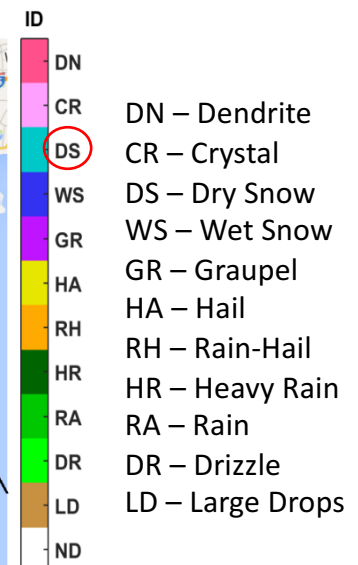 ID
DN
CR
DS
WS
GR
HA
RH
HR
RA
DR
LD
ND
DN – Dendrite
CR – Crystal
DS – Dry Snow
WS – Wet Snow
GR – Graupel
HA – Hail
RH – Rain-Hail
HR – Heavy Rain
RA – Rain
DR – Drizzle
LD – Large Drops